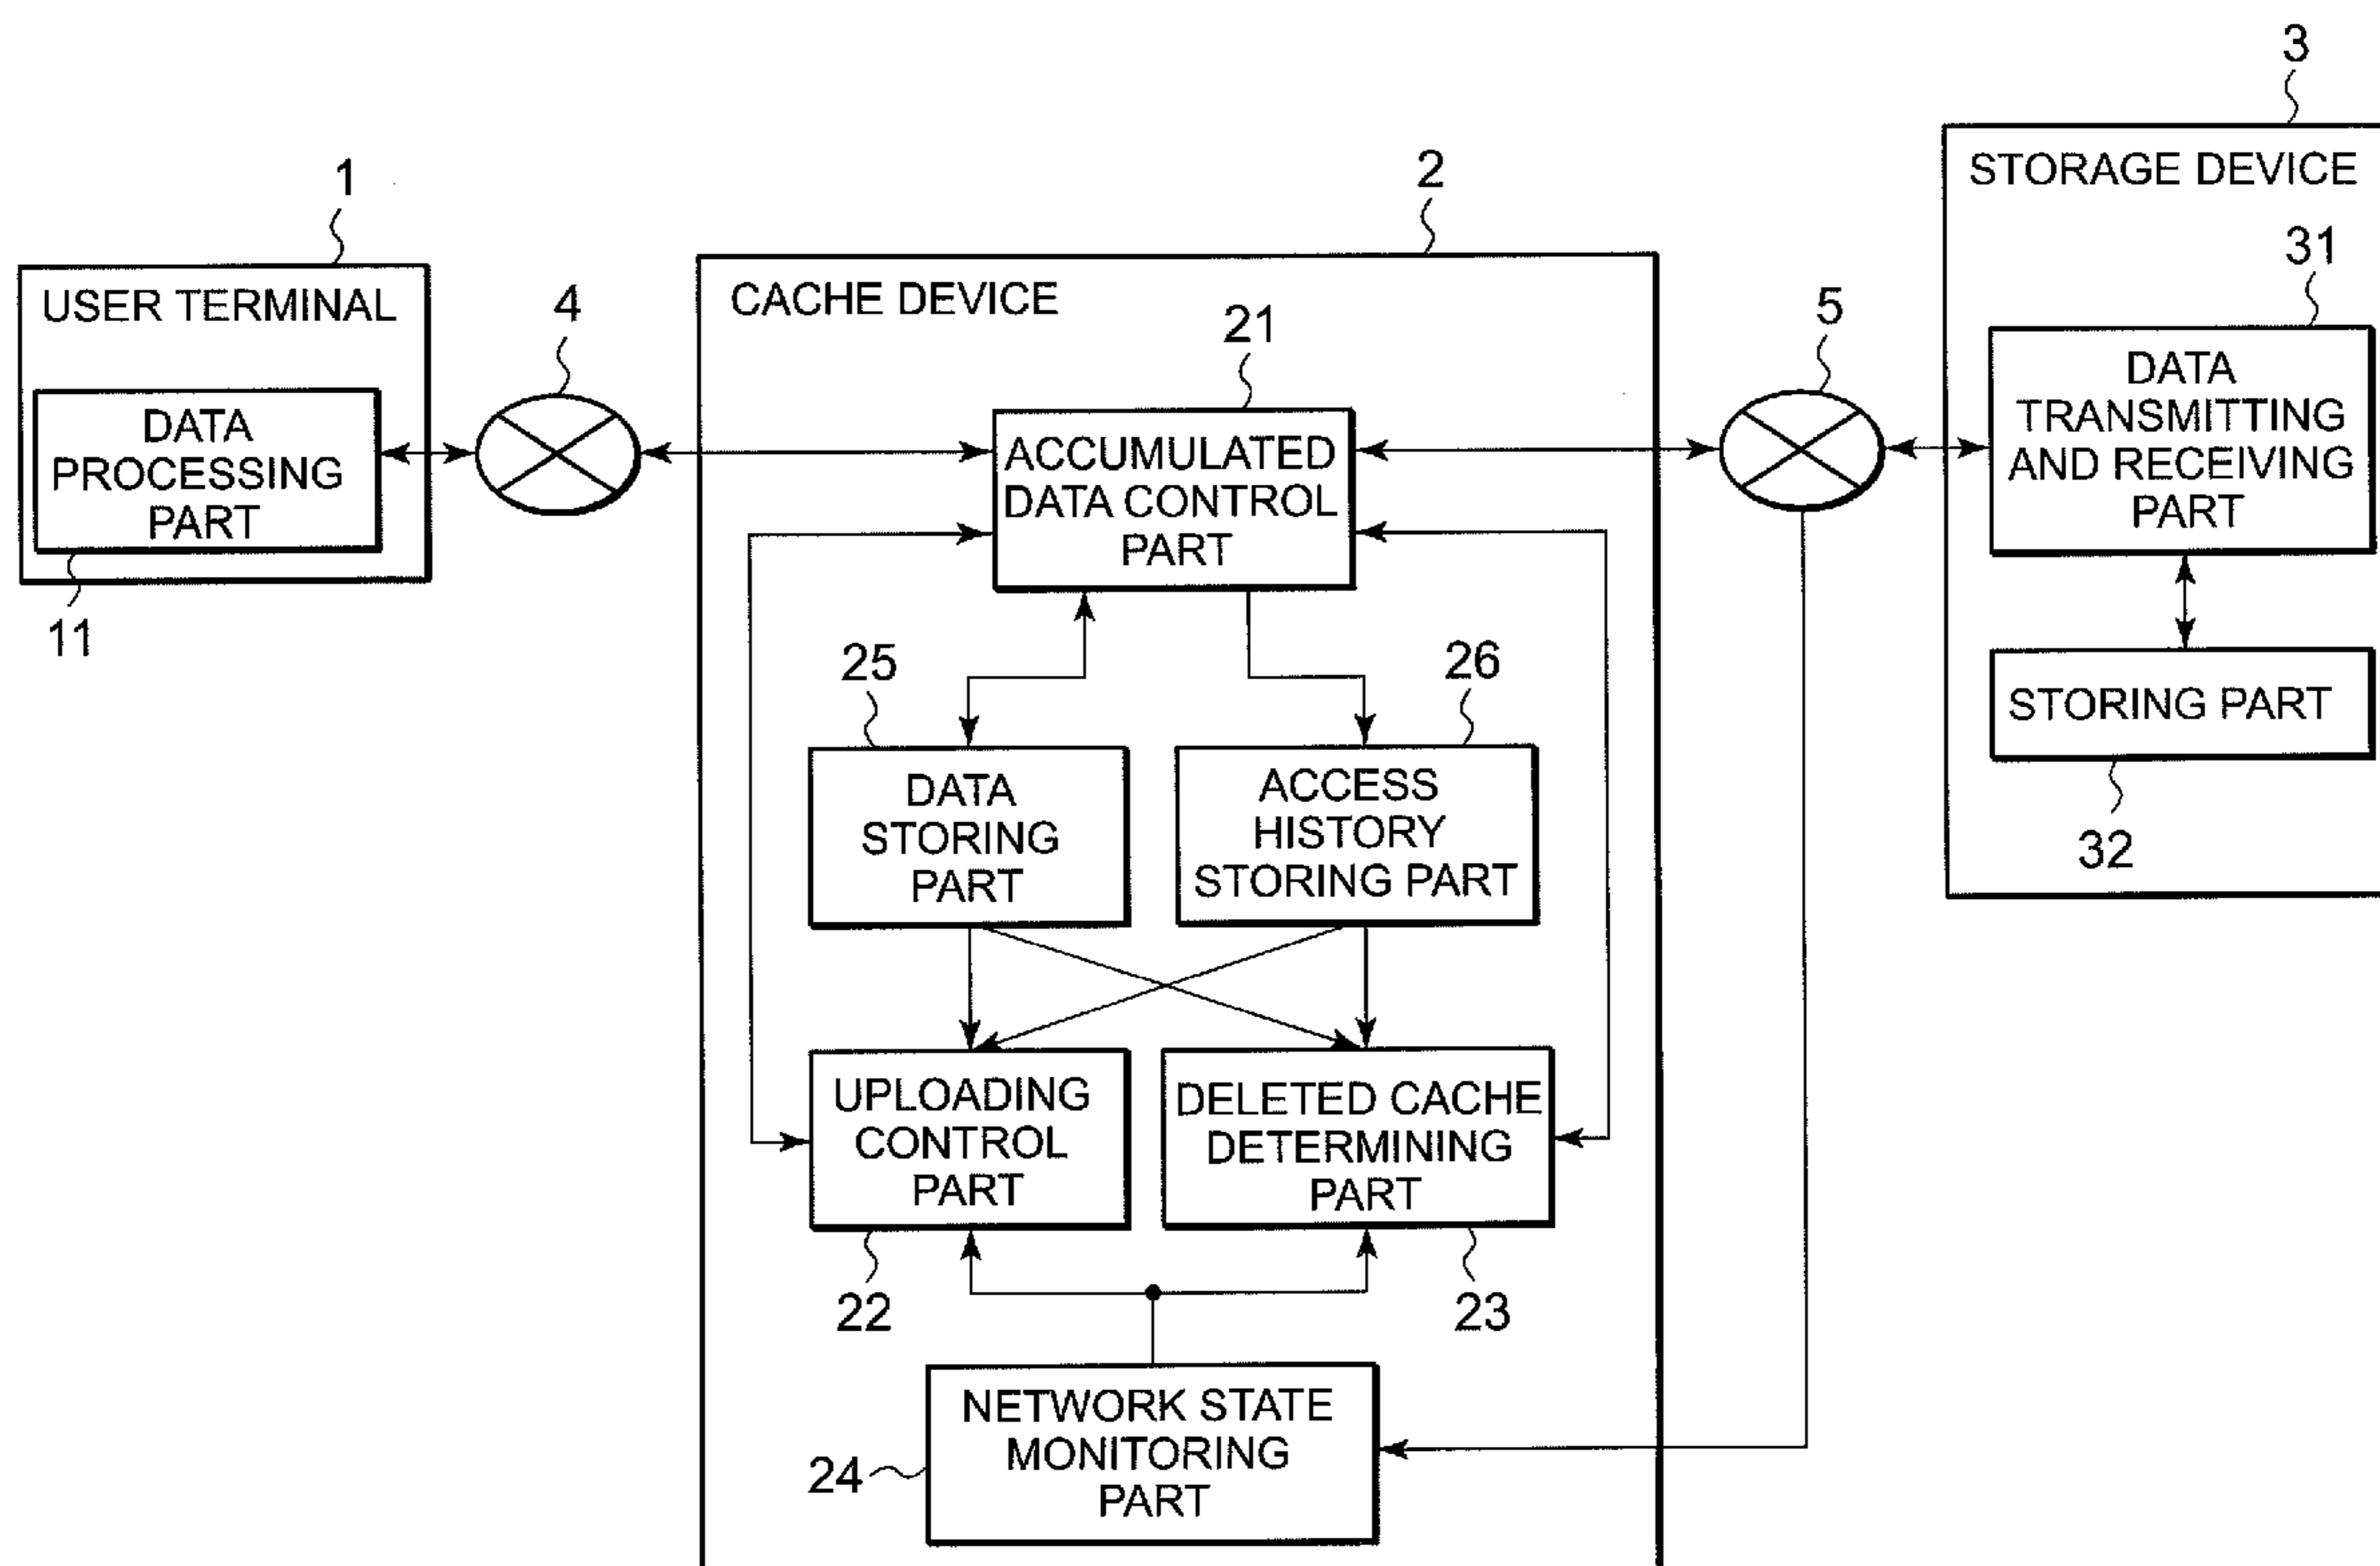 3
STORAGE DEVICE
31
DATA
TRANSMITTING
AND RECEIVING
PART
STORING PART
32
1
USER TERMINAL
DATA
PROCESSING
PART
11
4
2
CACHE DEVICE
21
ACCUMULATED
DATA CONTROL
PART
5
25
DATA
STORING
PART
26
ACCESS
HISTORY
STORING PART
UPLOADING
CONTROL
PART
22
DELETED CACHE
DETERMINING
PART
23
NETWORK STATE
MONITORING
PART
24